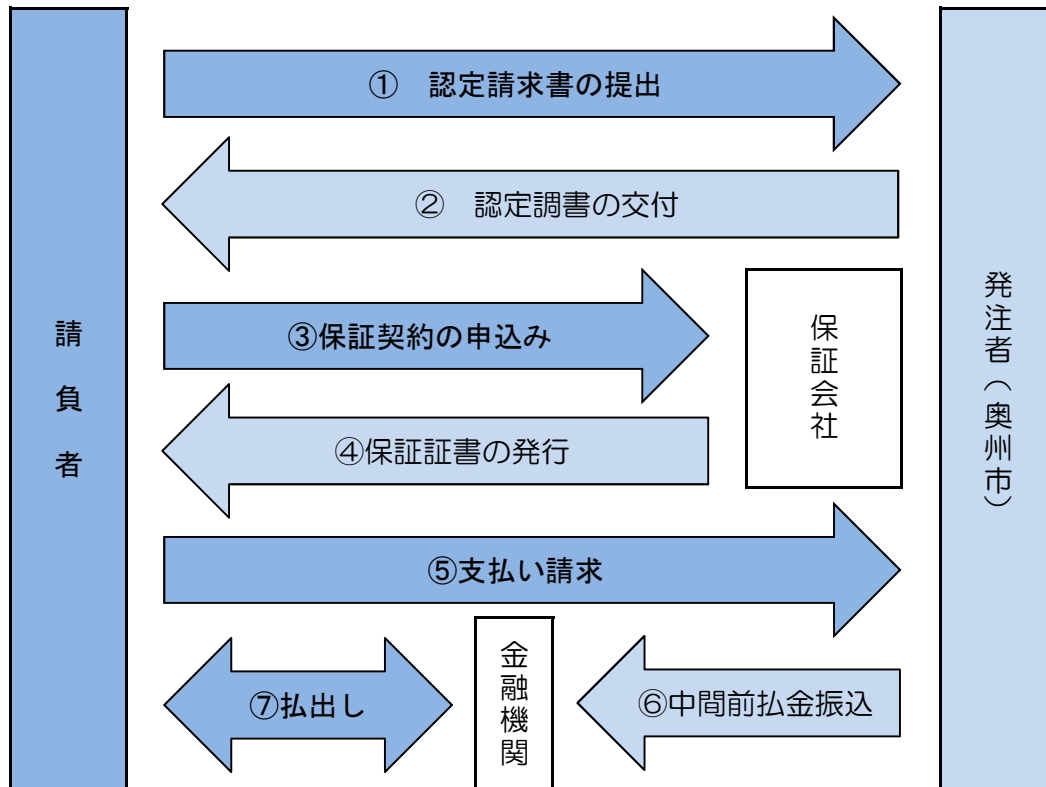 請負者
①　認定請求書の提出
②　認定調書の交付
③保証契約の申込み
保証会社
④保証証書の発行
発注者（奥州市）
⑤支払い請求
⑦払出し
金融機関
⑥中間前払金振込